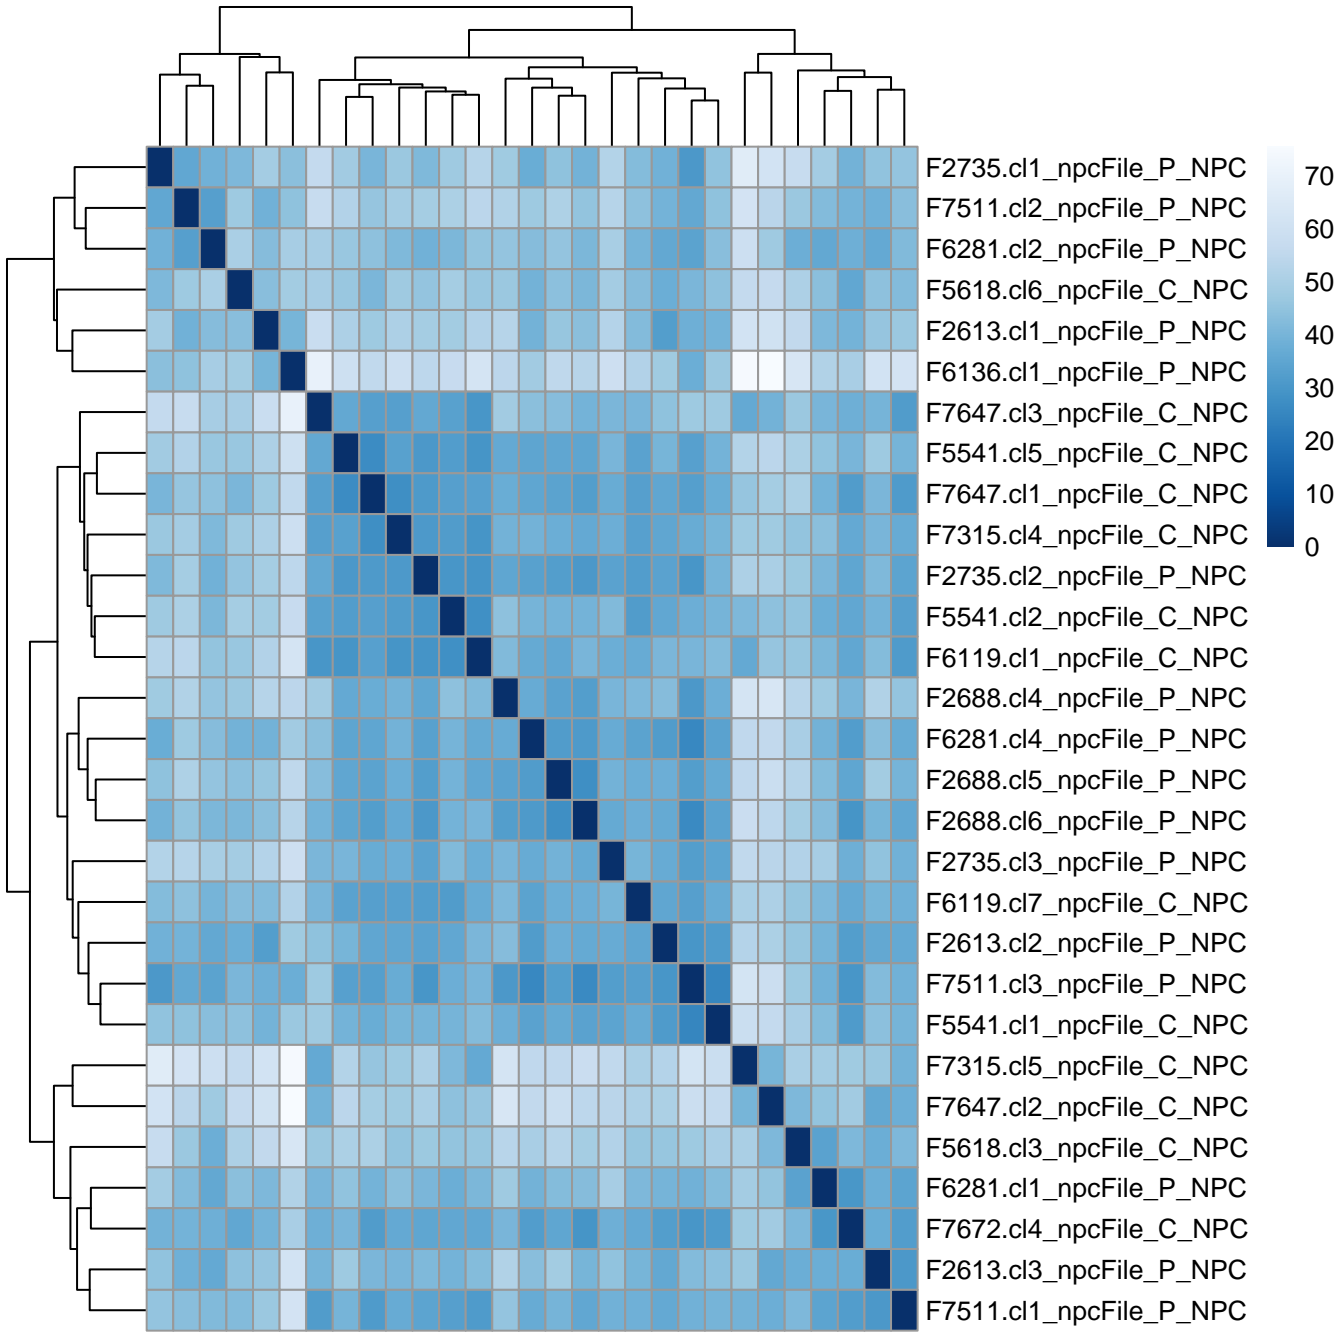 F2735.cl1_npcFile_P_NPC
F7511.cl2_npcFile_P_NPC
F6281.cl2_npcFile_P_NPC
F5618.cl6_npcFile_C_NPC
F2613.cl1_npcFile_P_NPC
F6136.cl1_npcFile_P_NPC
F7647.cl3_npcFile_C_NPC
F5541.cl5_npcFile_C_NPC
F7647.cl1_npcFile_C_NPC
F7315.cl4_npcFile_C_NPC
F2735.cl2_npcFile_P_NPC
F5541.cl2_npcFile_C_NPC
F6119.cl1_npcFile_C_NPC
F2688.cl4_npcFile_P_NPC
F6281.cl4_npcFile_P_NPC
F2688.cl5_npcFile_P_NPC
F2688.cl6_npcFile_P_NPC
F2735.cl3_npcFile_P_NPC
F6119.cl7_npcFile_C_NPC
F2613.cl2_npcFile_P_NPC
F7511.cl3_npcFile_P_NPC
F5541.cl1_npcFile_C_NPC
F7315.cl5_npcFile_C_NPC
F7647.cl2_npcFile_C_NPC
F5618.cl3_npcFile_C_NPC
F6281.cl1_npcFile_P_NPC
F7672.cl4_npcFile_C_NPC
F2613.cl3_npcFile_P_NPC
F7511.cl1_npcFile_P_NPC
70
60
50
40
30
20
10
0